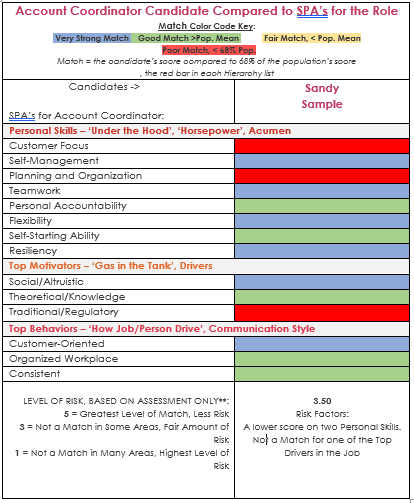 Account Coordinator Candidate Compared to SPA's for the Role
Match Color Code Key:
Very Strong Match Good Match >Pop. Mean Fair Match, < Pop. Mean
Poor Match, < 68% Pop.
Match = the candidate's score compared to 68% of the population's score
, the red bar in each Hierarchy list
Candidates ->
Sandy
Sample
SPA's for Account Coordinator:
Personal Skills – 'Under the Hood', 'Horsepower', Acumen
Customer Focus
Self-Management
Planning and Organization
Teamwork
Personal Accountability
Flexibility
Self-Starting Ability
Resiliency
Top Motivators – 'Gas in the Tank', Drivers
Social/Altruistic
Theoretical/Knowledge
Traditional/Regulatory
Top Behaviors – 'How Job/Person Drive', Communication Style
Customer-Oriented
Organized Workplace
Consistent
LEVEL OF RISK, BASED ON ASSESSMENT ONLY**:
5 = Greatest Level of Match, Less Risk
3 = Not a Match in Some Areas, Fair Amount of
Risk
1 = Not a Match in Many Areas, Highest Level of
Risk
3.50
Risk Factors:
A lower score on two Personal Skills.
Not a Match for one of the Top
Drivers in the Job